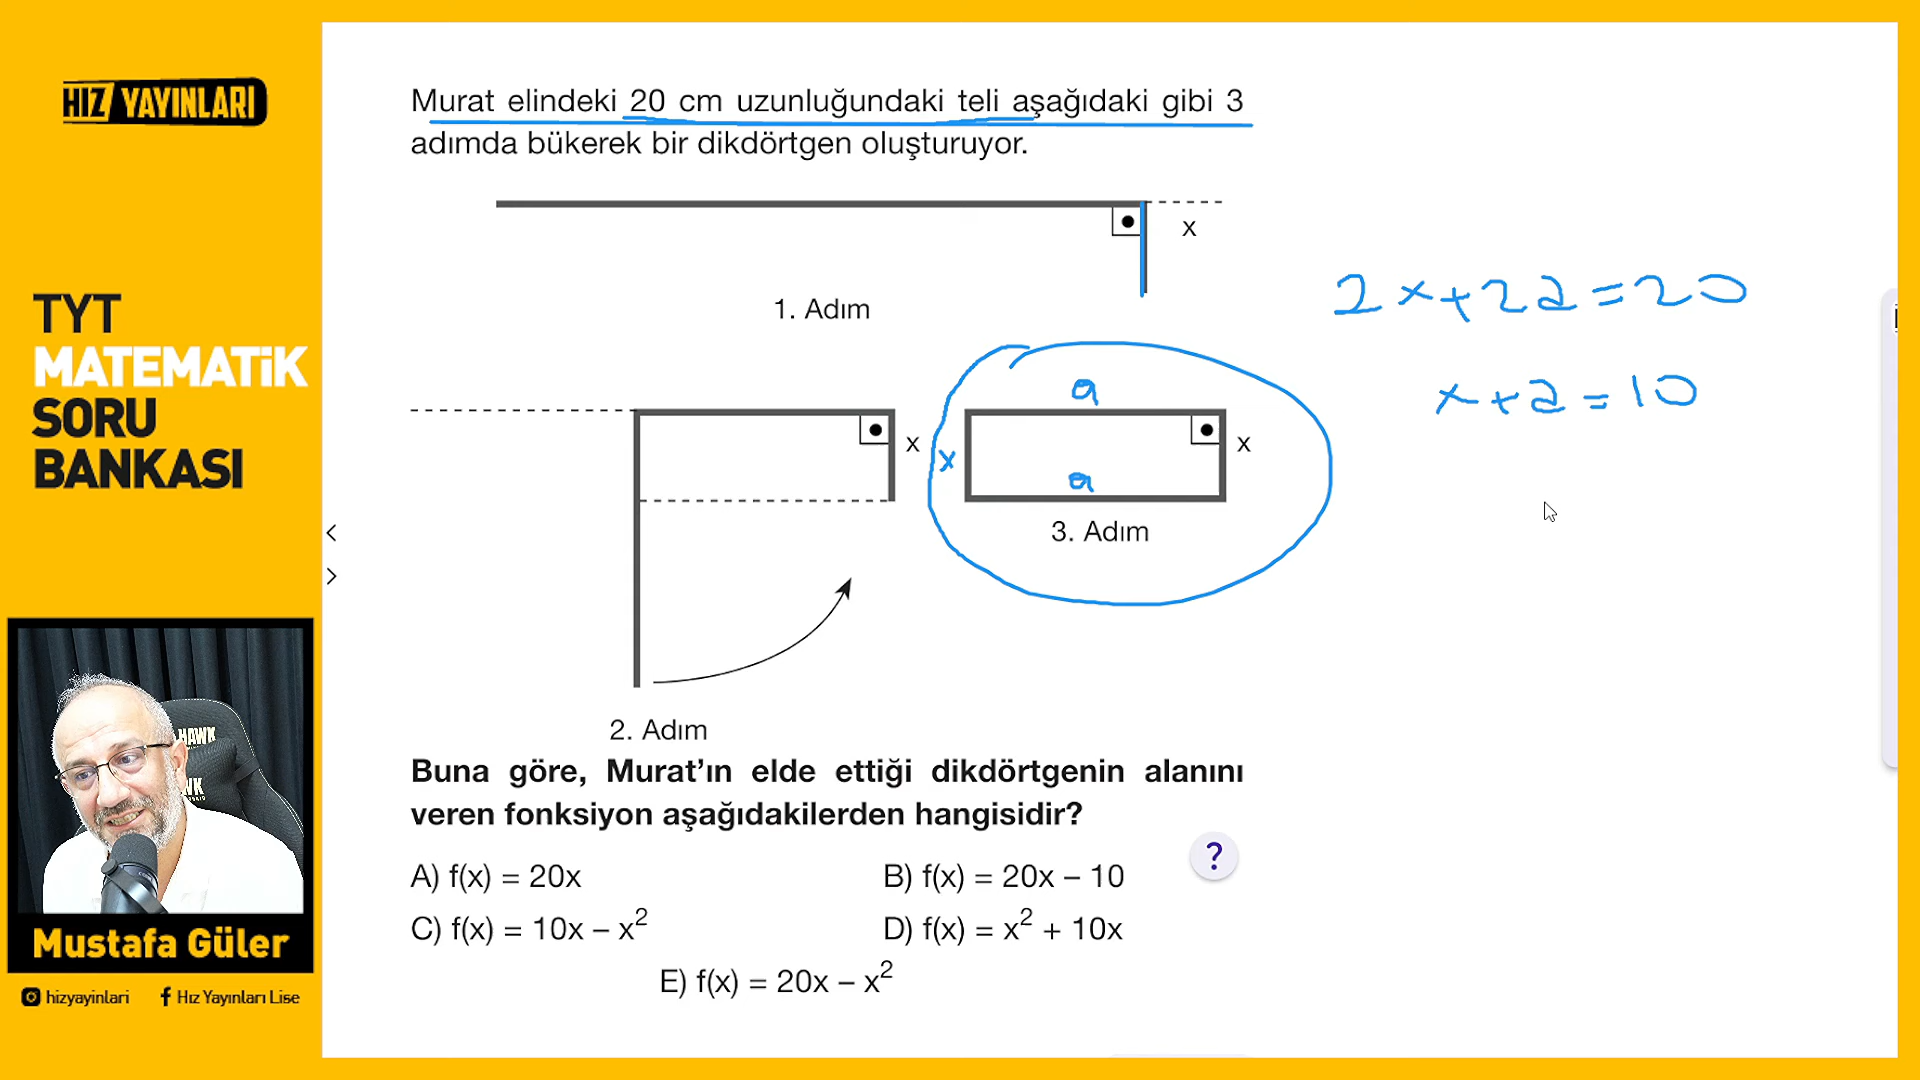 HIZ YAYINLARI
TYT
MATEMATİK
SORU
BANKASI
HAWK
Mustafa Güler
hizyayinlari
Hız Yayınları Lise
Murat elindeki 20 cm uzunluğundaki teli aşağıdaki gibi 3
adımda bükerek bir dikdörtgen oluşturuyor.
x
1. Adım
2x+2a=20
x+a=10
x
2. Adım
a
x
x
a
3. Adım
Buna göre, Murat'ın elde ettiği dikdörtgenin alanını
veren fonksiyon aşağıdakilerden hangisidir?
?
A) f(x) = 20x
B) f(x) = 20x – 10
C) f(x) = 10x – x²
D) f(x) = x² + 10x
E) f(x) = 20x – x²